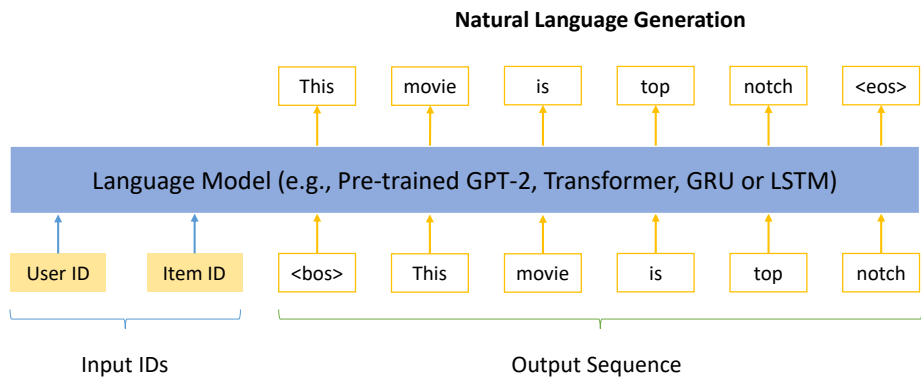 Natural Language Generation
This movie is top notch <eos>
Language Model (e.g., Pre-trained GPT-2, Transformer, GRU or LSTM)
User ID Item ID <bos> This movie is top notch
Input IDs Output Sequence